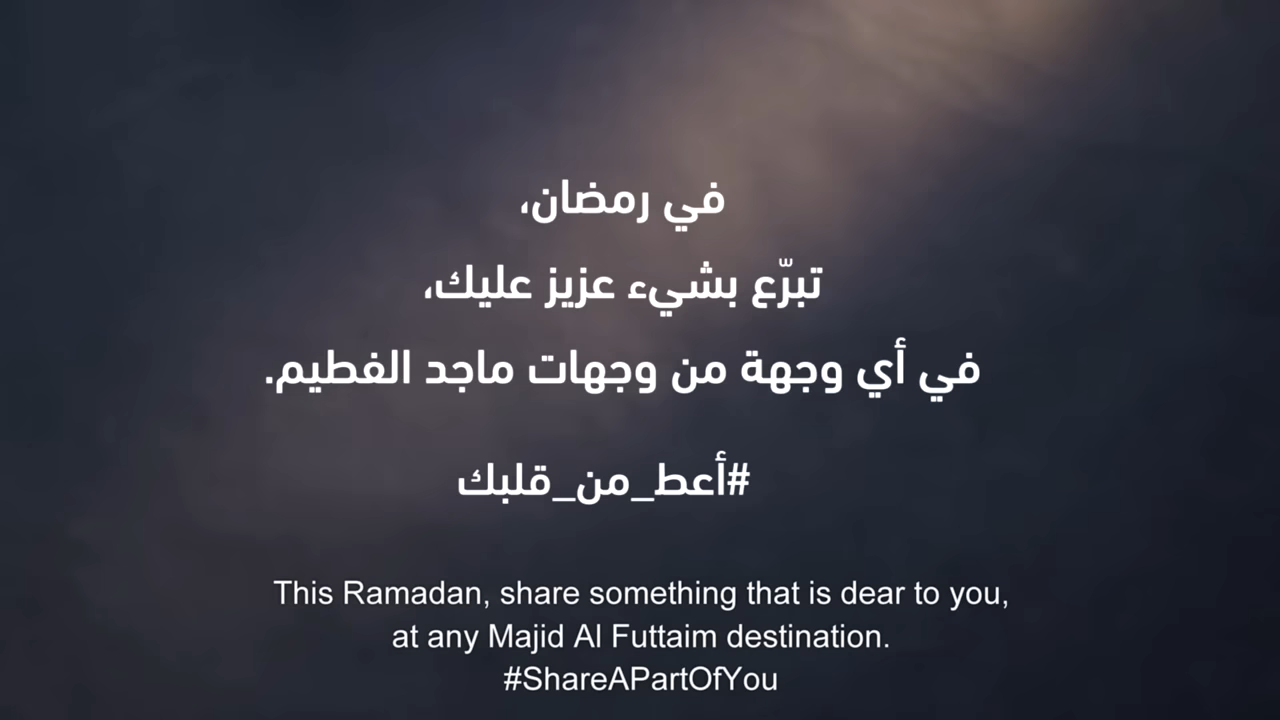 في رمضان،
تبرّع بشيء عزيز عليك،
في أي وجهة من وجهات ماجد الفطيم.
#أعط_من_قلبك
This Ramadan, share something that is dear to you,
at any Majid Al Futtaim destination.
#ShareAPartOfYou